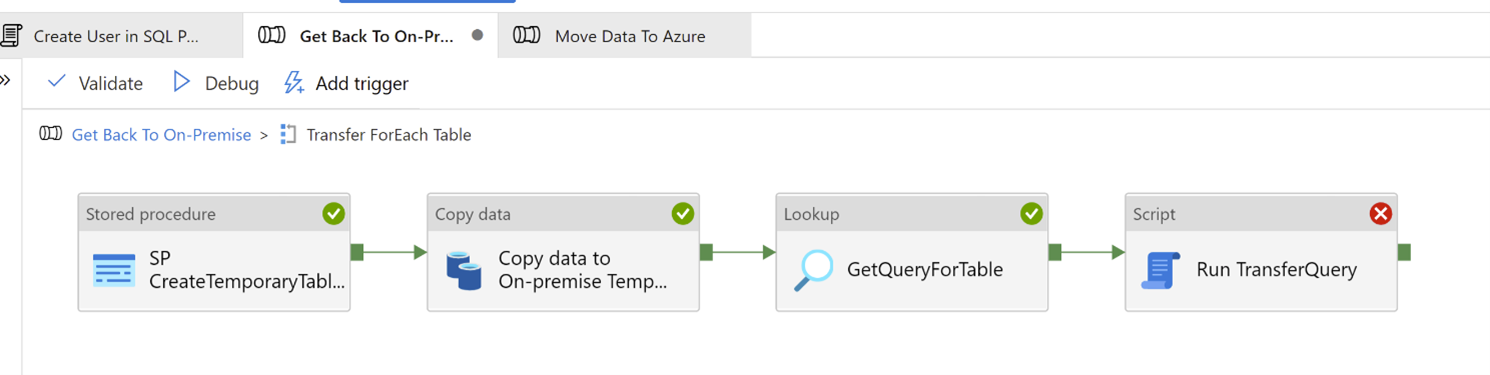 Create User in SQL P...
Get Back To On-Pr...
Move Data To Azure
»
Validate
Debug
Add trigger
Get Back To On-Premise > Transfer ForEach Table
Stored procedure
SP
CreateTemporaryTabl...
Copy data
Copy data to
On-premise Temp...
Lookup
GetQueryForTable
Script
Run TransferQuery